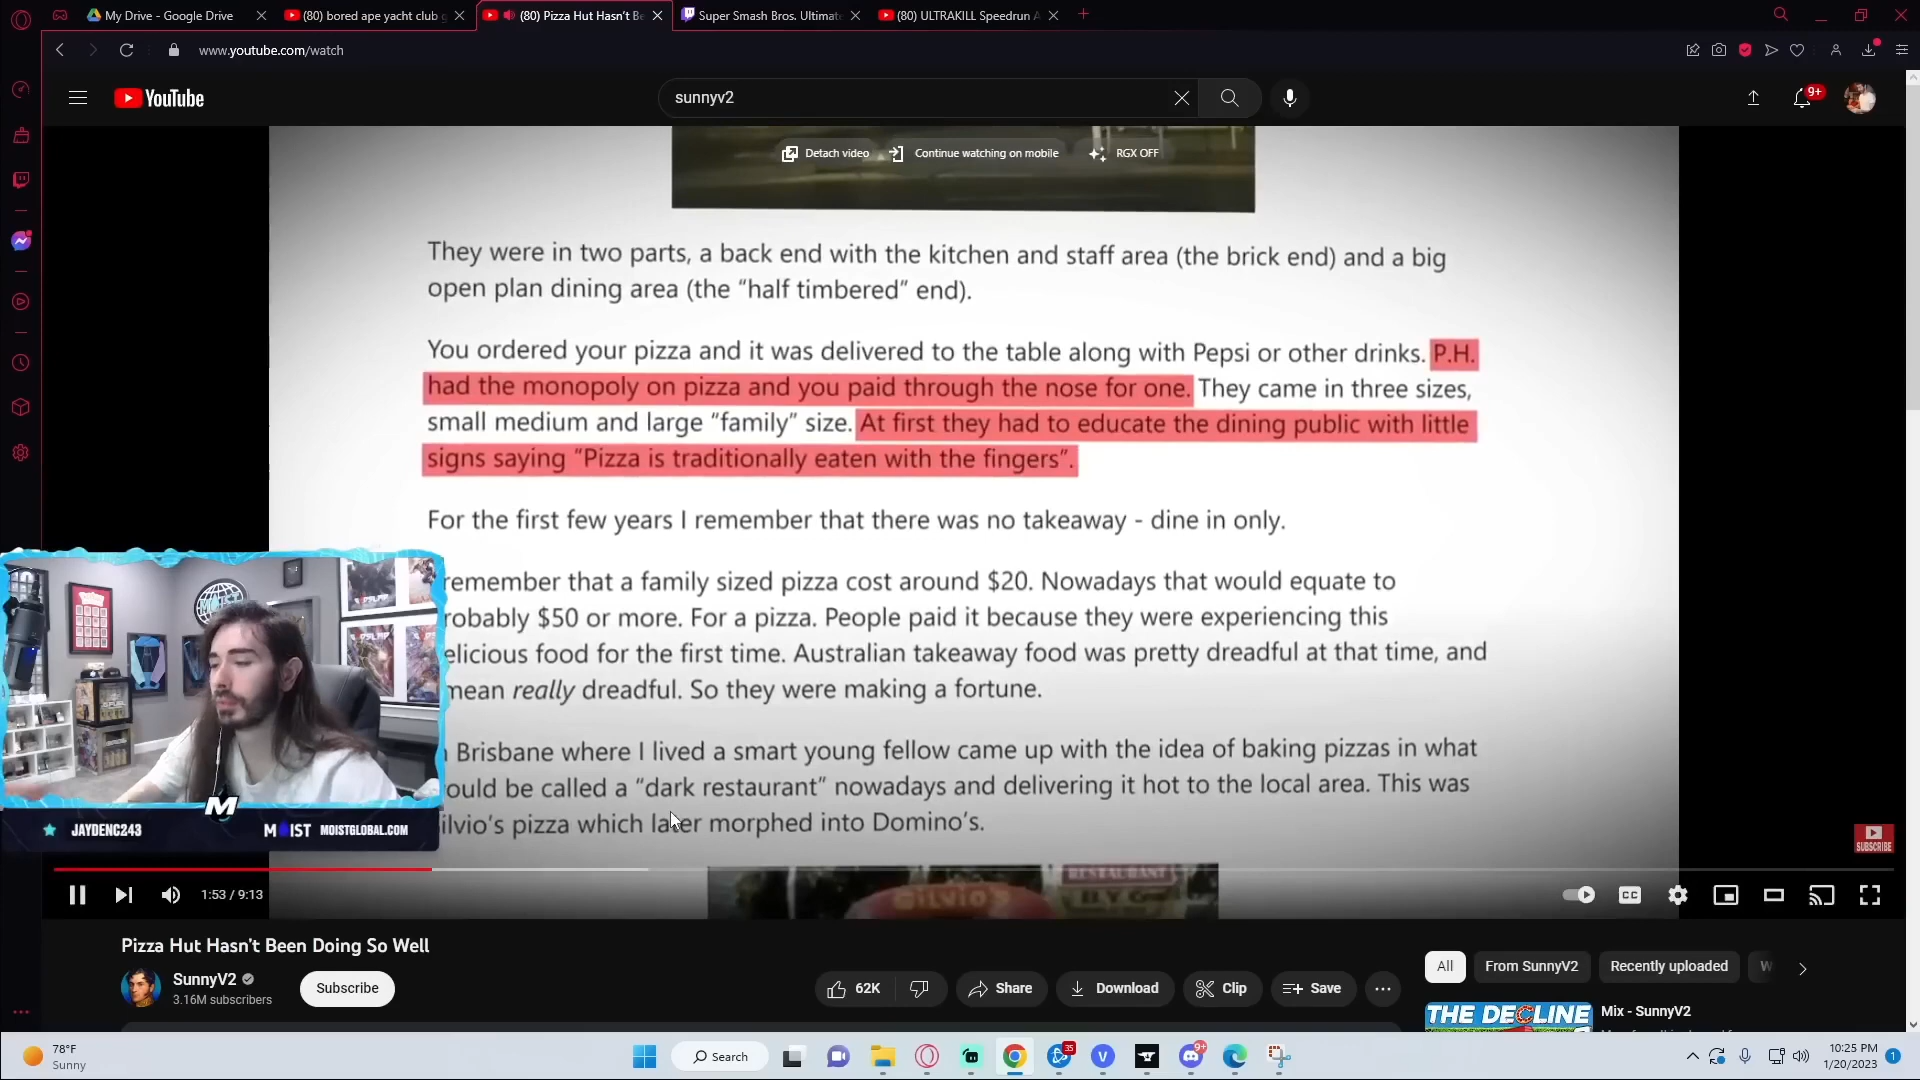 My Drive - Google Drive
(80) bored ape yacht club
(80) Pizza Hut Hasn't Be
Super Smash Bros. Ultimate
(80) ULTRAKILL Speedrun
www.youtube.com/watch
YouTube
sunnyv2
9+
Detach video
Continue watching on mobile
RGX OFF
They were in two parts, a back end with the kitchen and staff area (the brick end) and a big
open plan dining area (the “half timbered” end).
You ordered your pizza and it was delivered to the table along with Pepsi or other drinks. P.H.
had the monopoly on pizza and you paid through the nose for one. They came in three sizes,
small medium and large “family” size. At first they had to educate the dining public with little
signs saying “Pizza is traditionally eaten with the fingers”.
For the first few years I remember that there was no takeaway - dine in only.
remember that a family sized pizza cost around $20. Nowadays that would equate to
robably $50 or more. For a pizza. People paid it because they were experiencing this
elicious food for the first time. Australian takeaway food was pretty dreadful at that time, and
mean really dreadful. So they were making a fortune.
Brisbane where I lived a smart young fellow came up with the idea of baking pizzas in what
ould be called a “dark restaurant” nowadays and delivering it hot to the local area. This was
ilvio's pizza which later morphed into Domino's.
MOIST
M
JAYDENC243
MOIST
MOISTGLOBAL.COM
RESTAURANT
SILVIO'S
BYG
SUBSCRIBE
1:53 / 9:13
CC
Pizza Hut Hasn't Been Doing So Well
SunnyV2
3.16M subscribers
Subscribe
62K
Share
Download
Clip
Save
All
From SunnyV2
Recently uploaded
W
THE DECLINE
Mix - SunnyV2
78°F
Sunny
Search
35
V
9+
10:25 PM
1/20/2023
1